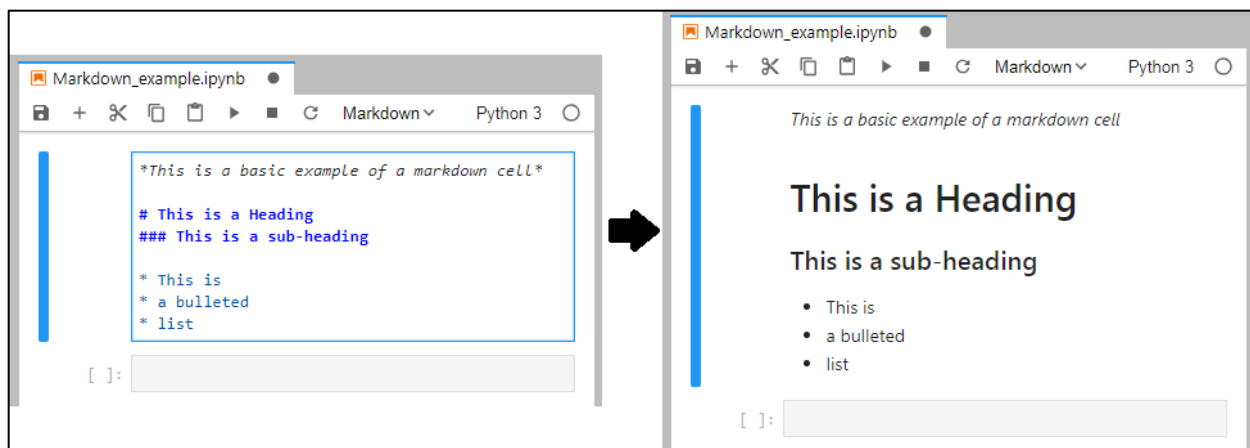 Markdown_example.ipynb
Markdown
Python 3
*This is a basic example of a markdown cell*
# This is a Heading
### This is a sub-heading
* This is
* a bulleted
* list
[ ]:
Markdown_example.ipynb
Markdown
Python 3
This is a basic example of a markdown cell
This is a Heading
This is a sub-heading
• This is
• a bulleted
• list
[ ]: